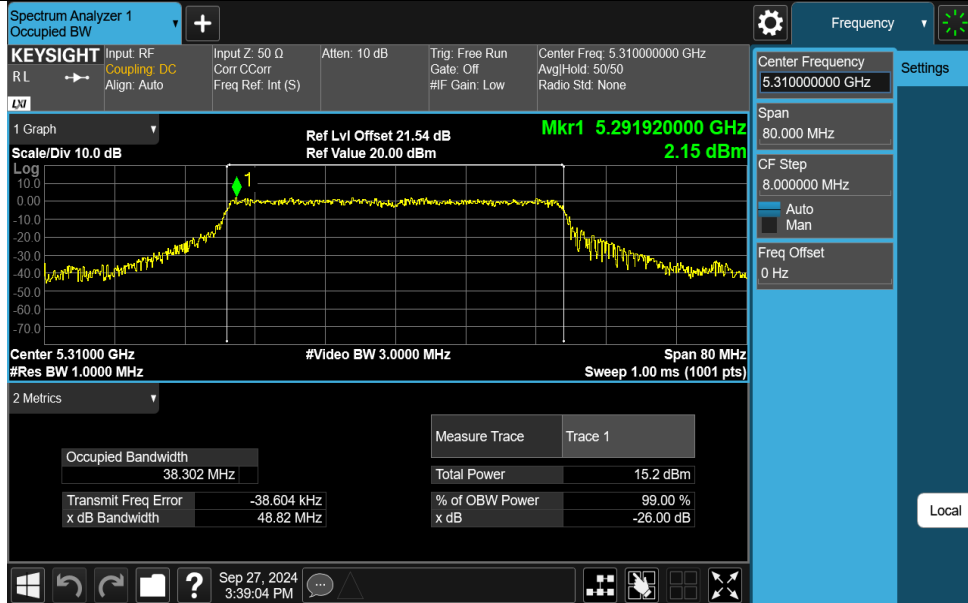 Spectrum Analyzer 1
Occupied BW
Frequency
KEYSIGHT
R L
LXI
Input: RF
Coupling: DC
Align: Auto
Input Z: 50 Ω
Corr CCorr
Freq Ref: Int (S)
Atten: 10 dB
Trig: Free Run
Gate: Off
#IF Gain: Low
Center Freq: 5.310000000 GHz
Avg|Hold: 50/50
Radio Std: None
Center Frequency
5.310000000 GHz
Settings
Span
80.000 MHz
CF Step
8.000000 MHz
Auto
Man
Freq Offset
0 Hz
Local
1 Graph
Scale/Div 10.0 dB
Ref Lvl Offset 21.54 dB
Ref Value 20.00 dBm
Mkr1 5.291920000 GHz
2.15 dBm
Log
10.0
0.00
-10.0
-20.0
-30.0
-40.0
-50.0
-60.0
-70.0
1
Center 5.31000 GHz
#Video BW 3.0000 MHz
Span 80 MHz
#Res BW 1.0000 MHz
Sweep 1.00 ms (1001 pts)
2 Metrics
Measure Trace
Trace 1
Occupied Bandwidth
38.302 MHz
Total Power
15.2 dBm
Transmit Freq Error
-38.604 kHz
% of OBW Power
99.00 %
x dB Bandwidth
48.82 MHz
x dB
-26.00 dB
?
Sep 27, 2024
3:39:04 PM